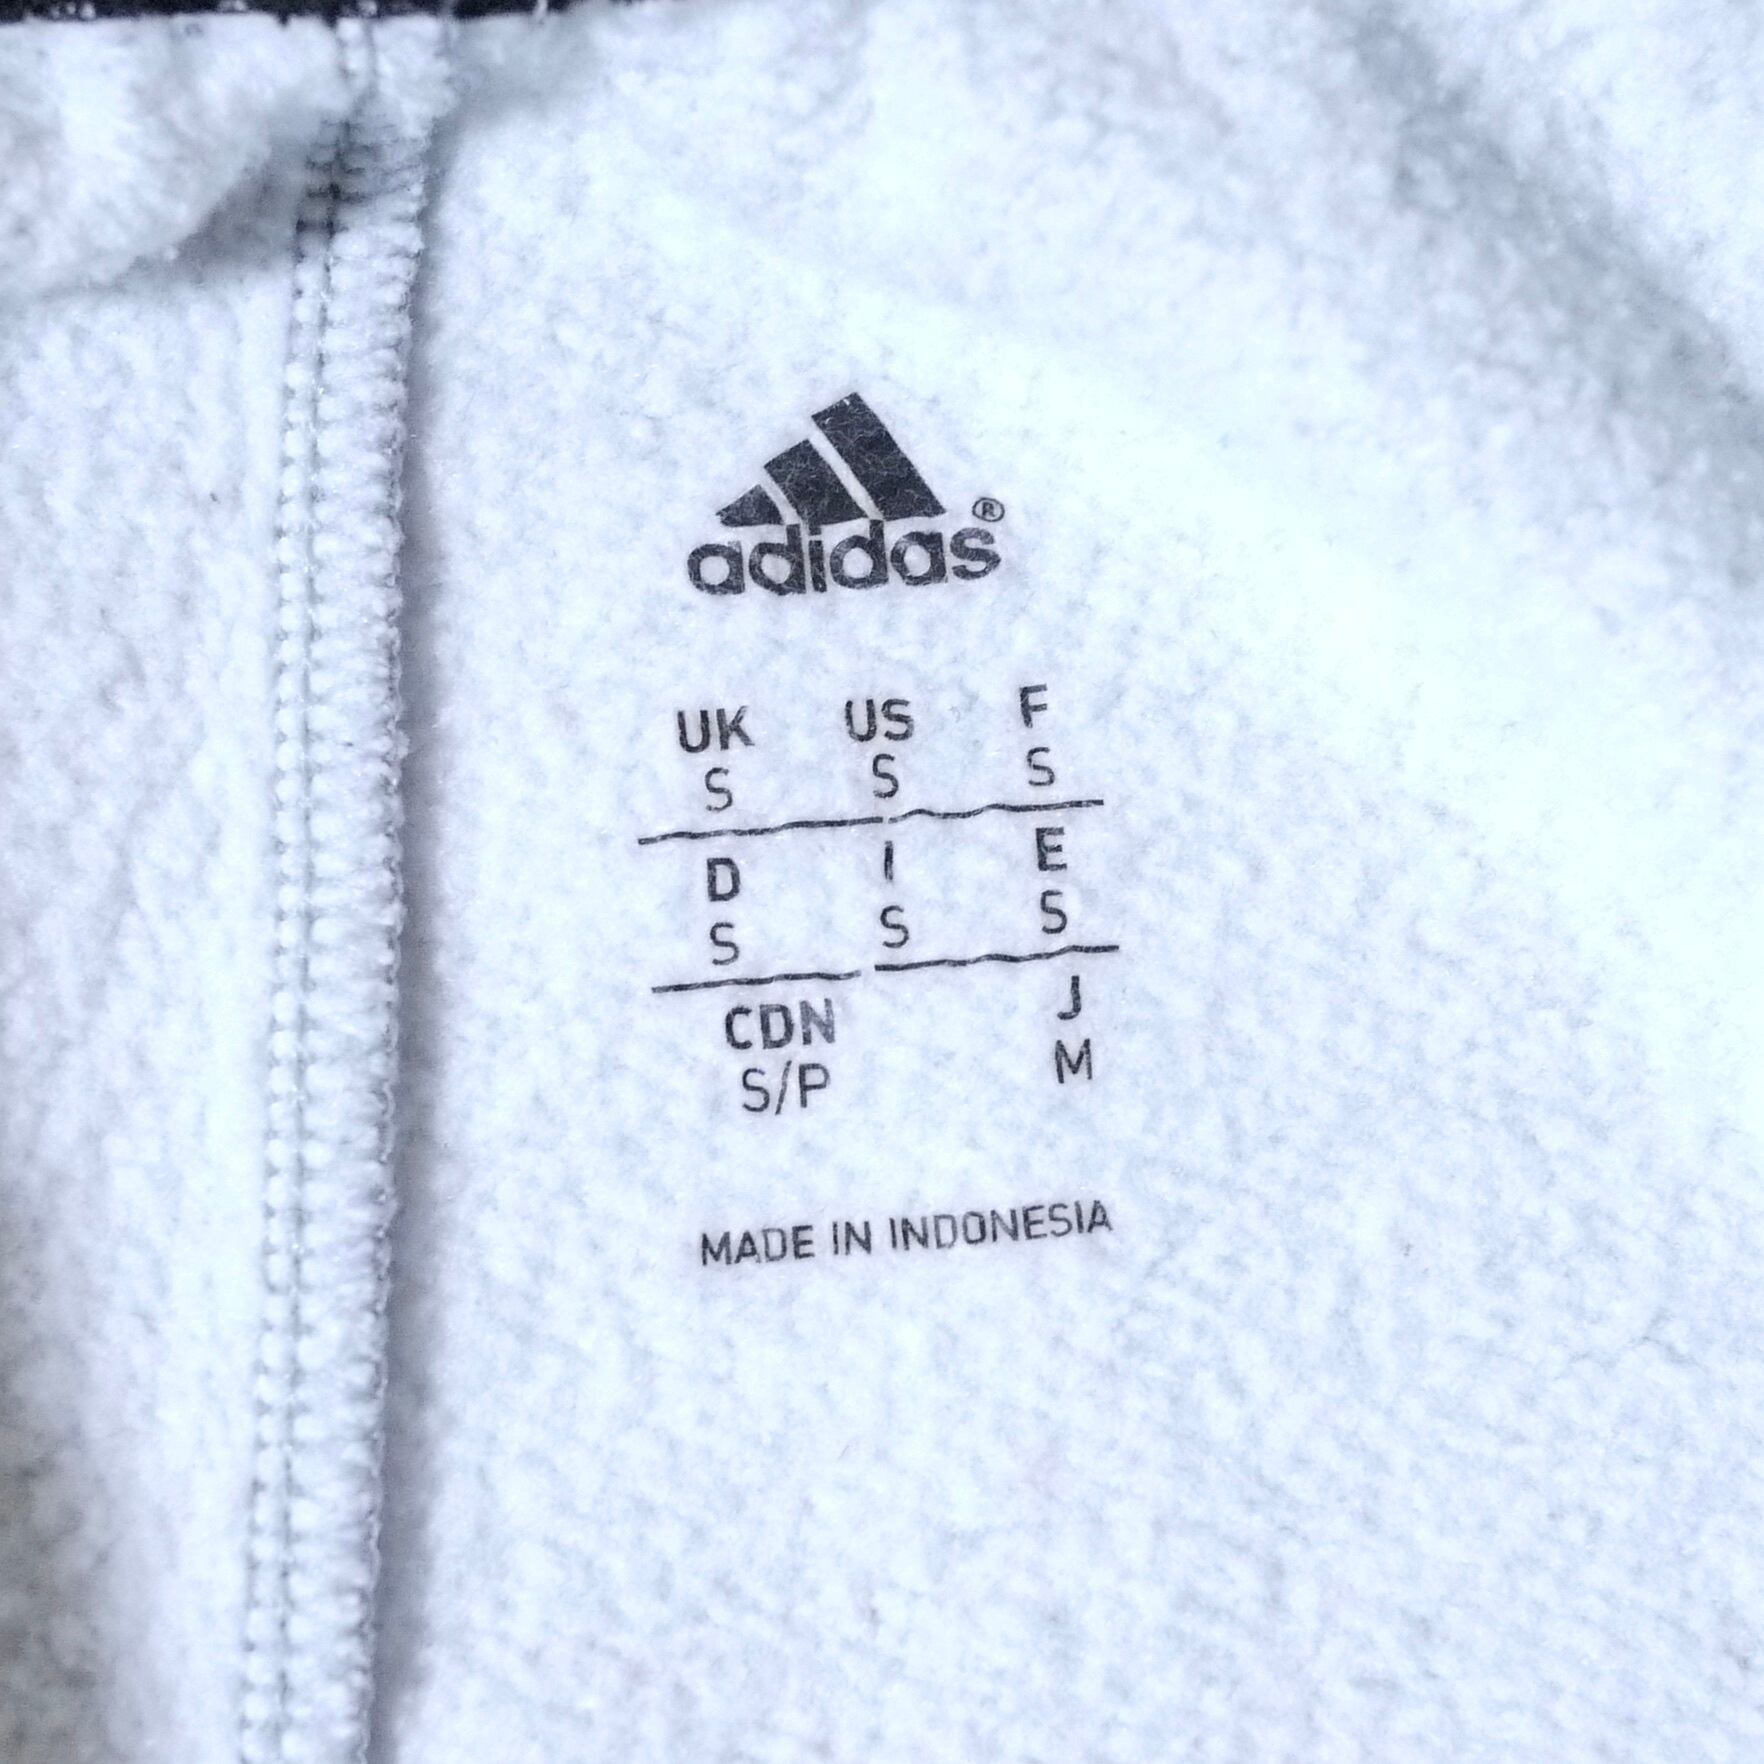 adidas®
UK US F
S S S
D I E
S S S
CDN J
S/P M
MADE IN INDONESIA